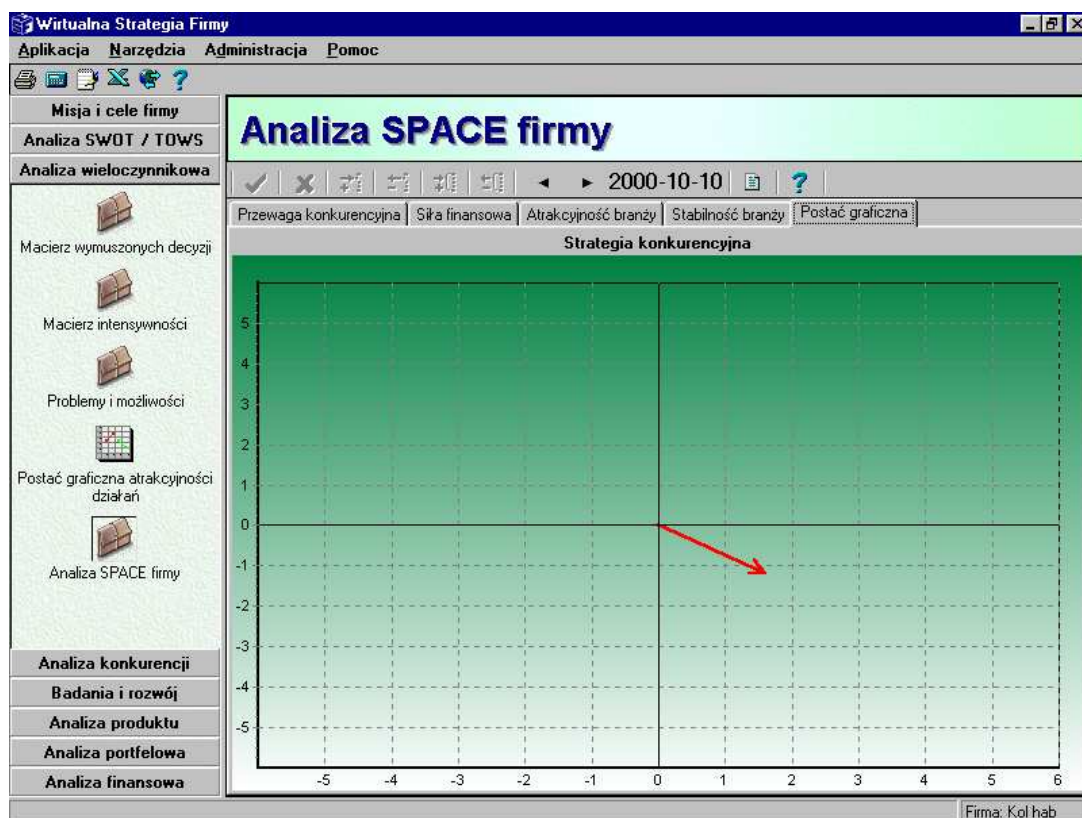 Wirtualna Strategia Firmy
Aplikacja Narzędzia Administracja Pomoc
Misja i cele firmy
Analiza SWOT / TOWS
Analiza wieloczynnikowa
Macierz wymuszonych decyzji
Macierz intensywności
Problemy i możliwości
Postać graficzna atrakcyjności
działań
Analiza SPACE firmy
Analiza konkurencji
Badania i rozwój
Analiza produktu
Analiza portfelowa
Analiza finansowa
Analiza SPACE firmy
2000-10-10
Przewaga konkurencyjna Siła finansowa Atrakcyjność branży Stabilność branży Postać graficzna
Strategia konkurencyjna
5
4
3
2
1
0
-1
-2
-3
-4
-5
-5 -4 -3 -2 -1 0 1 2 3 4 5 6
Firma: Kol hab